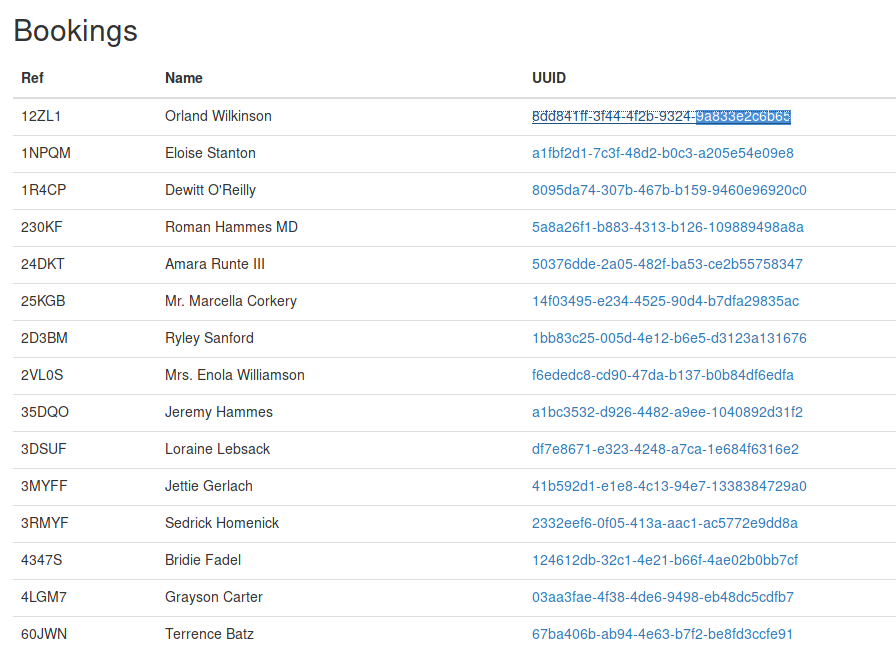 Bookings
Ref Name UUID
12ZL1 Orland Wilkinson 8dd841ff-3f44-4f2b-9324-9a833e2c6b65
1NPQM Eloise Stanton a1fbf2d1-7c3f-48d2-b0c3-a205e54e09e8
1R4CP Dewitt O'Reilly 8095da74-307b-467b-b159-9460e96920c0
230KF Roman Hammes MD 5a8a26f1-b883-4313-b126-109889498a8a
24DKT Amara Runte III 50376dde-2a05-482f-ba53-ce2b55758347
25KGB Mr. Marcella Corkery 14f03495-e234-4525-90d4-b7dfa29835ac
2D3BM Ryley Sanford 1bb83c25-005d-4e12-b6e5-d3123a131676
2VL0S Mrs. Enola Williamson f6ededc8-cd90-47da-b137-b0b84df6edfa
35DQO Jeremy Hammes a1bc3532-d926-4482-a9ee-1040892d31f2
3DSUF Loraine Lebsack df7e8671-e323-4248-a7ca-1e684f6316e2
3MYFF Jettie Gerlach 41b592d1-e1e8-4c13-94e7-1338384729a0
3RMYF Sedrick Homenick 2332eef6-0f05-413a-aac1-ac5772e9dd8a
4347S Bridie Fadel 124612db-32c1-4e21-b66f-4ae02b0bb7cf
4LGM7 Grayson Carter 03aa3fae-4f38-4de6-9498-eb48dc5cdfb7
60JWN Terrence Batz 67ba406b-ab94-4e63-b7f2-be8fd3ccfe91